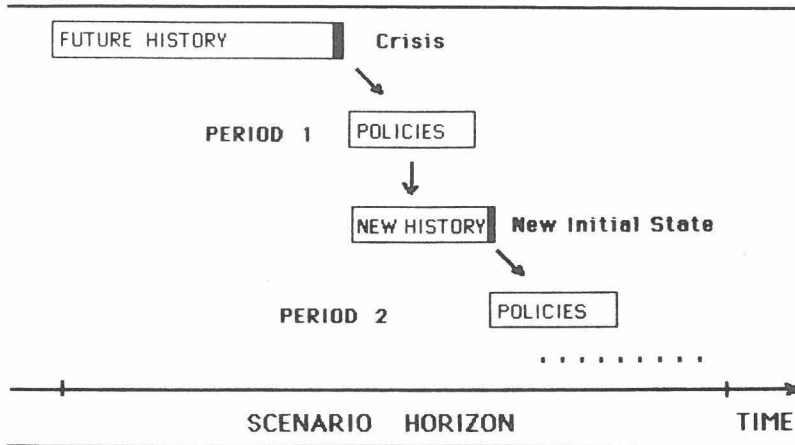 FUTURE HISTORY Crisis
PERIOD 1 POLICIES
NEW HISTORY New Initial State
PERIOD 2 POLICIES
SCENARIO HORIZON TIME